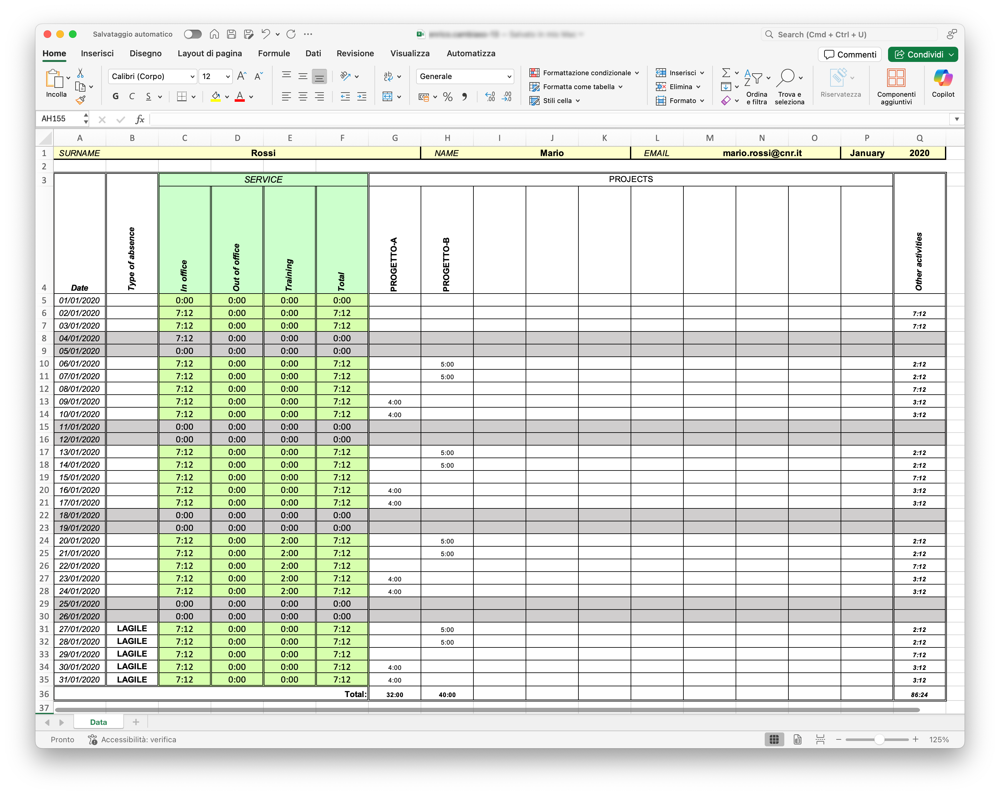 Salvataggio automatico
Search (Cmd + Ctrl + U)
Home Inserisci Disegno Layout di pagina Formule Dati Revisione Visualizza Automatizza Commenti Condividi
Incolla
Calibri (Corpo) 12
G C S
Generale
Formattazione condizionale
Formatta come tabella
Stili cella
Inserisci
Elimina
Formato
Ordina e filtra
Trova e seleziona
Riservatezza
Componenti aggiuntivi
Copilot
AH155 fx
A B C D E F G H I J K L M N O P Q
1 SURNAME Rossi NAME Mario EMAIL mario.rossi@cnr.it January 2020
2
3 SERVICE PROJECTS
4 Date Type of absence In office Out of office Training Total PROGETTO-A PROGETTO-B Other activities
5 01/01/2020 0:00 0:00 0:00 0:00
6 02/01/2020 7:12 0:00 0:00 7:12 7:12
7 03/01/2020 7:12 0:00 0:00 7:12 7:12
8 04/01/2020 7:12 0:00 0:00 0:00
9 05/01/2020 0:00 0:00 0:00 0:00
10 06/01/2020 7:12 0:00 0:00 7:12 5:00 2:12
11 07/01/2020 7:12 0:00 0:00 7:12 5:00 2:12
12 08/01/2020 7:12 0:00 0:00 7:12 7:12
13 09/01/2020 7:12 0:00 0:00 7:12 4:00 3:12
14 10/01/2020 7:12 0:00 0:00 7:12 4:00 3:12
15 11/01/2020 0:00 0:00 0:00 0:00
16 12/01/2020 0:00 0:00 0:00 0:00
17 13/01/2020 7:12 0:00 0:00 7:12 5:00 2:12
18 14/01/2020 7:12 0:00 0:00 7:12 5:00 2:12
19 15/01/2020 7:12 0:00 0:00 7:12 7:12
20 16/01/2020 7:12 0:00 0:00 7:12 4:00 3:12
21 17/01/2020 7:12 0:00 0:00 7:12 4:00 3:12
22 18/01/2020 0:00 0:00 0:00 0:00
23 19/01/2020 0:00 0:00 0:00 0:00
24 20/01/2020 7:12 0:00 2:00 7:12 5:00 2:12
25 21/01/2020 7:12 0:00 2:00 7:12 5:00 2:12
26 22/01/2020 7:12 0:00 2:00 7:12 7:12
27 23/01/2020 7:12 0:00 2:00 7:12 4:00 3:12
28 24/01/2020 7:12 0:00 2:00 7:12 4:00 3:12
29 25/01/2020 0:00 0:00 0:00 0:00
30 26/01/2020 0:00 0:00 0:00 0:00
31 27/01/2020 LAGILE 7:12 0:00 0:00 7:12 5:00 2:12
32 28/01/2020 LAGILE 7:12 0:00 0:00 7:12 5:00 2:12
33 29/01/2020 LAGILE 7:12 0:00 0:00 7:12 7:12
34 30/01/2020 LAGILE 7:12 0:00 0:00 7:12 4:00 3:12
35 31/01/2020 LAGILE 7:12 0:00 0:00 7:12 4:00 3:12
36 Total: 32:00 40:00 86:24
37
Data
Pronto Accessibilità: verifica 125%